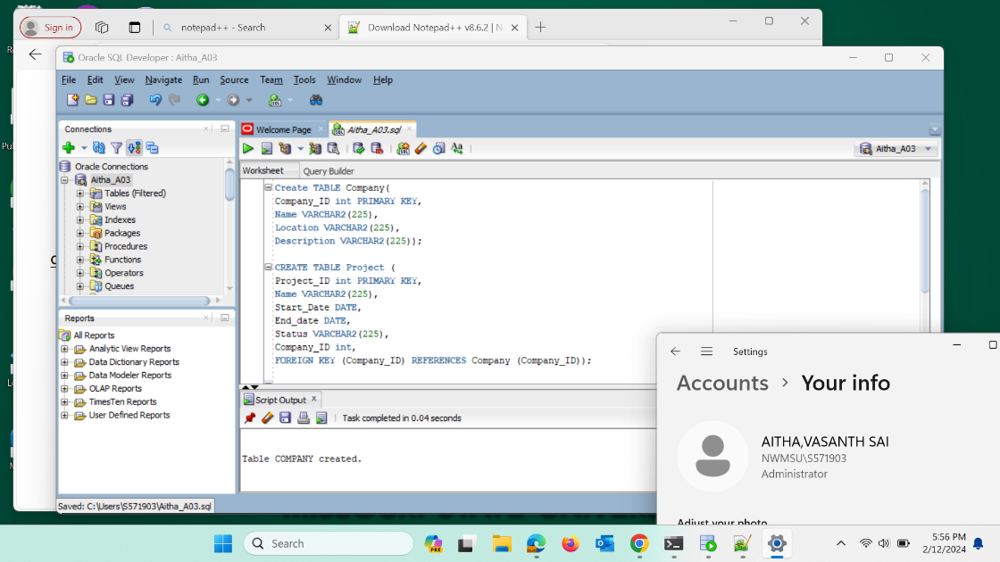 Sign in
notepad++ - Search
Download Notepad++ v8.6.2 | N
Oracle SQL Developer : Aitha_A03
File Edit View Navigate Run Source Team Tools Window Help
Connections
Oracle Connections
Aitha_A03
Tables (Filtered)
Views
Indexes
Packages
Procedures
Functions
Operators
Queues
Reports
All Reports
Analytic View Reports
Data Dictionary Reports
Data Modeler Reports
OLAP Reports
TimesTen Reports
User Defined Reports
Welcome Page
Aitha_A03.sql
Aitha_A03
Worksheet Query Builder
Create TABLE Company(
Company_ID int PRIMARY KEY,
Name VARCHAR2(225),
Location VARCHAR2(225),
Description VARCHAR2(225));
CREATE TABLE Project (
Project_ID int PRIMARY KEY,
Name VARCHAR2(225),
Start_Date DATE,
End_date DATE,
Status VARCHAR2(225),
Company_ID int,
FOREIGN KEY (Company_ID) REFERENCES Company (Company_ID));
Script Output
Task completed in 0.04 seconds
Table COMPANY created.
Saved: C:\Users\S571903\Aitha_A03.sql
Settings
Accounts > Your info
AITHA,VASANTH SAI
NWMSU\S571903
Administrator
Adjust your photo
Search
PRE
5:56 PM
2/12/2024